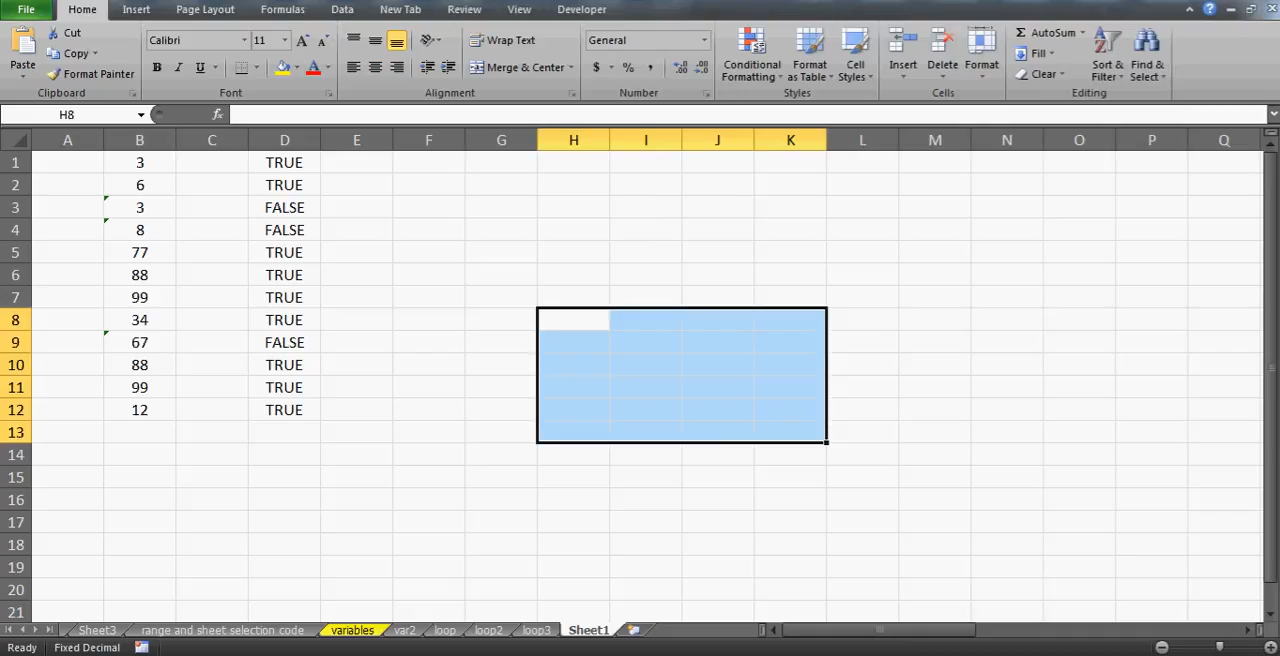 File Home Insert Page Layout Formulas Data New Tab Review View Developer
Cut
Calibri 11 A A Wrap Text General Σ AutoSum
Copy
Fill
Paste Format Painter B I U A Merge & Center $ % , Conditional Formatting Format as Table Cell Styles Insert Delete Format Clear Sort & Filter Find & Select
Clipboard Font Alignment Number Styles Cells Editing
H8 fx
A B C D E F G H I J K L M N O P Q
1 3 TRUE
2 6 TRUE
3 3 FALSE
4 8 FALSE
5 77 TRUE
6 88 TRUE
7 99 TRUE
8 34 TRUE
9 67 FALSE
10 88 TRUE
11 99 TRUE
12 12 TRUE
13
14
15
16
17
18
19
20
21
Sheet3 range and sheet selection code variables var2 loop loop2 loop3 Sheet1
Ready Fixed Decimal